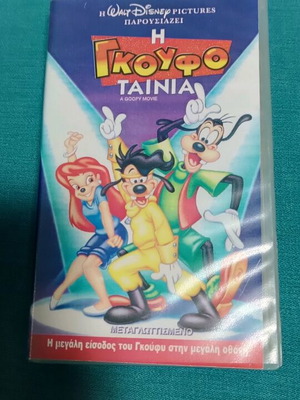 Η WALT DISNEY PICTURES
ΠΑΡΟΥΣΙΑΖΕΙ
Η
ΓΚΟΥΦΟ
ΤΑΙΝΙΑ
A GOOFY MOVIE
ΜΕΤΑΓΛΩΤΤΙΣΜΕΝΟ
Η μεγάλη είσοδος του Γκούφυ στην μεγάλη οθόνη